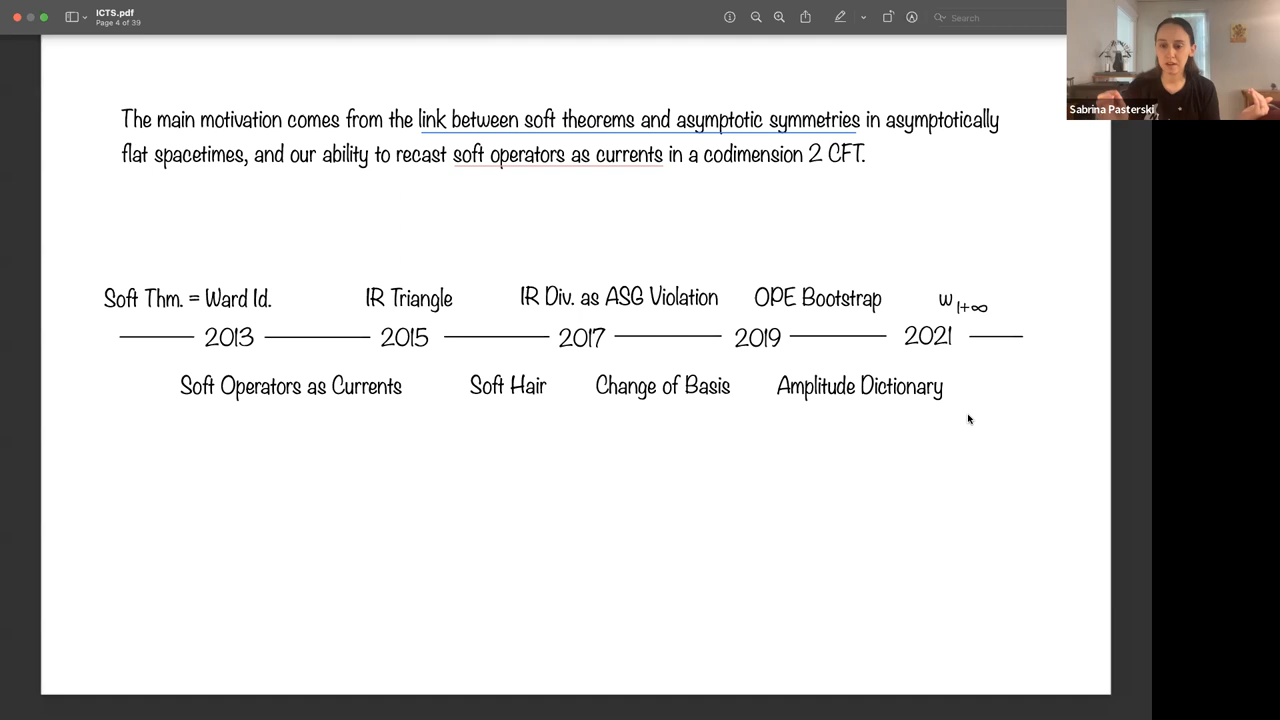 ICTS.pdf
Page 4 of 39
Search
Sabrina Pasterski
The main motivation comes from the link between soft theorems and asymptotic symmetries in asymptotically
flat spacetimes, and our ability to recast soft operators as currents in a codimension 2 CFT.
Soft Thm. = Ward Id. IR Triangle IR Div. as ASG Violation OPE Bootstrap w1+∞
2013 2015 2017 2019 2021
Soft Operators as Currents Soft Hair Change of Basis Amplitude Dictionary